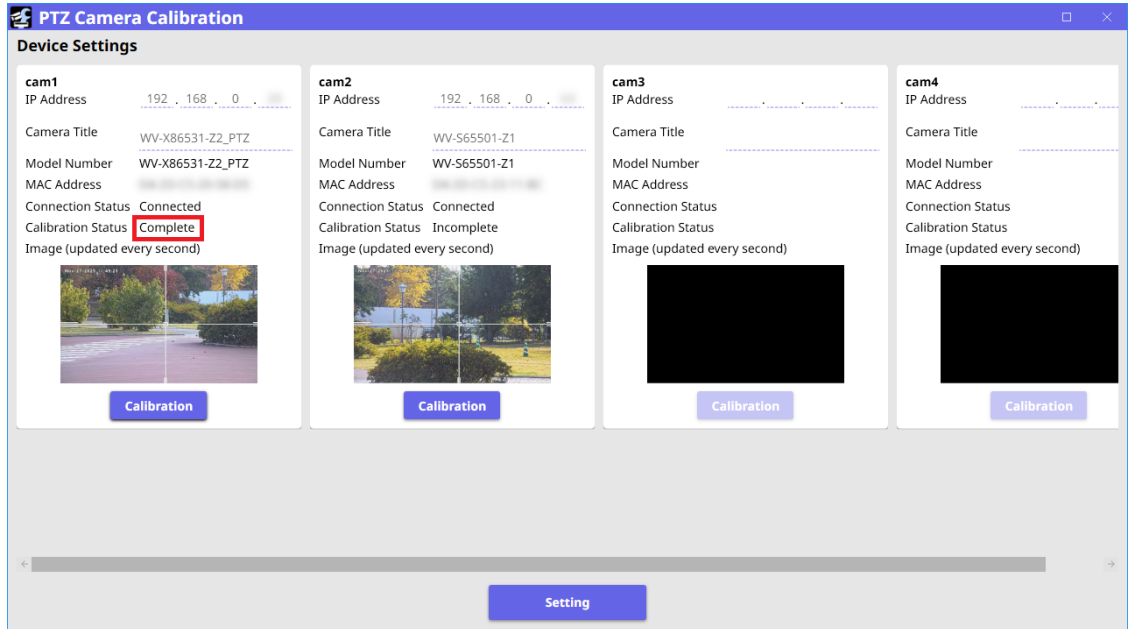 PTZ Camera Calibration
Device Settings
cam1
IP Address 192 . 168 . 0 .
Camera Title WV-X86531-Z2_PTZ
Model Number WV-X86531-Z2_PTZ
MAC Address
Connection Status Connected
Calibration Status Complete
Image (updated every second)
Calibration
cam2
IP Address 192 . 168 . 0 .
Camera Title WV-S65501-Z1
Model Number WV-S65501-Z1
MAC Address
Connection Status Connected
Calibration Status Incomplete
Image (updated every second)
Calibration
cam3
IP Address . . .
Camera Title
Model Number
MAC Address
Connection Status
Calibration Status
Image (updated every second)
Calibration
cam4
IP Address . .
Camera Title
Model Number
MAC Address
Connection Status
Calibration Status
Image (updated every second)
Calibration
Setting